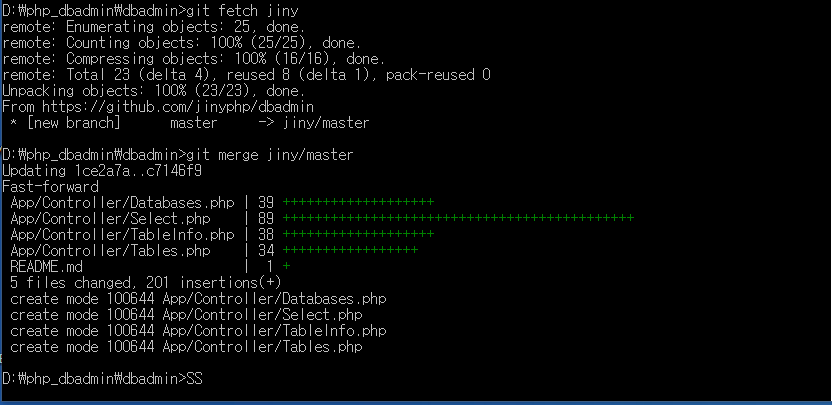 D:₩php_dbadmin₩dbadmin>git fetch jiny
remote: Enumerating objects: 25, done.
remote: Counting objects: 100% (25/25), done.
remote: Compressing objects: 100% (16/16), done.
remote: Total 23 (delta 4), reused 8 (delta 1), pack-reused 0
Unpacking objects: 100% (23/23), done.
From https://github.com/jinyphp/dbadmin
 * [new branch]      master     -> jiny/master
D:₩php_dbadmin₩dbadmin>git merge jiny/master
Updating 1ce2a7a..c7146f9
Fast-forward
 App/Controller/Databases.php | 39 +++++++++++++++++++
 App/Controller/Select.php    | 89 ++++++++++++++++++++++++++++++++++++++++++++
 App/Controller/TableInfo.php | 38 +++++++++++++++++++
 App/Controller/Tables.php    | 34 +++++++++++++++++
 README.md                    |  1 +
 5 files changed, 201 insertions(+)
 create mode 100644 App/Controller/Databases.php
 create mode 100644 App/Controller/Select.php
 create mode 100644 App/Controller/TableInfo.php
 create mode 100644 App/Controller/Tables.php
D:₩php_dbadmin₩dbadmin>SS